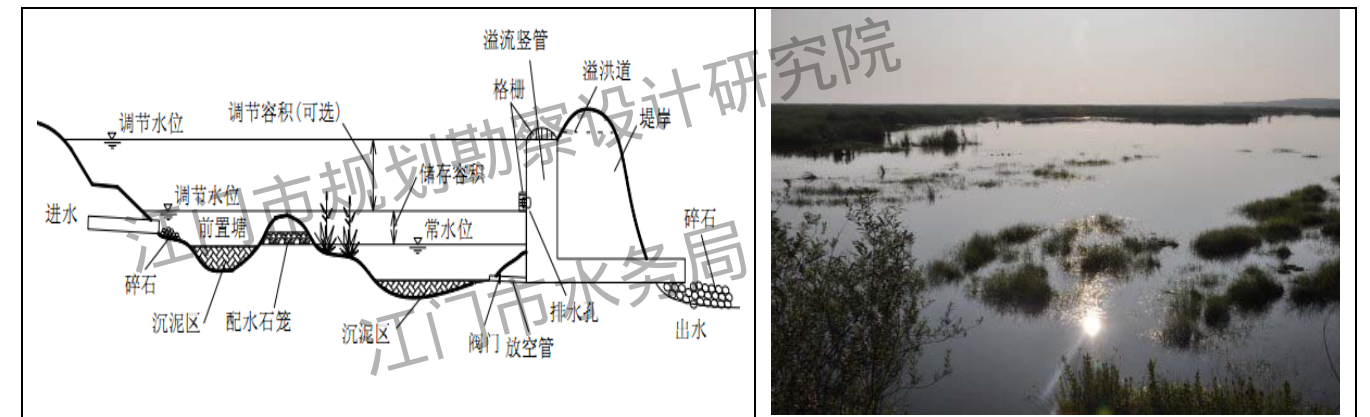 溢流竖管
溢洪道
格栅
调节容积(可选)
调节水位
堤岸
储存容积
调节水位
进水
前置塘
常水位
碎石
碎石
沉泥区
配水石笼
沉泥区
阀门
放空管
排水孔
出水
江门市规划勘察设计研究院
江门市水务局